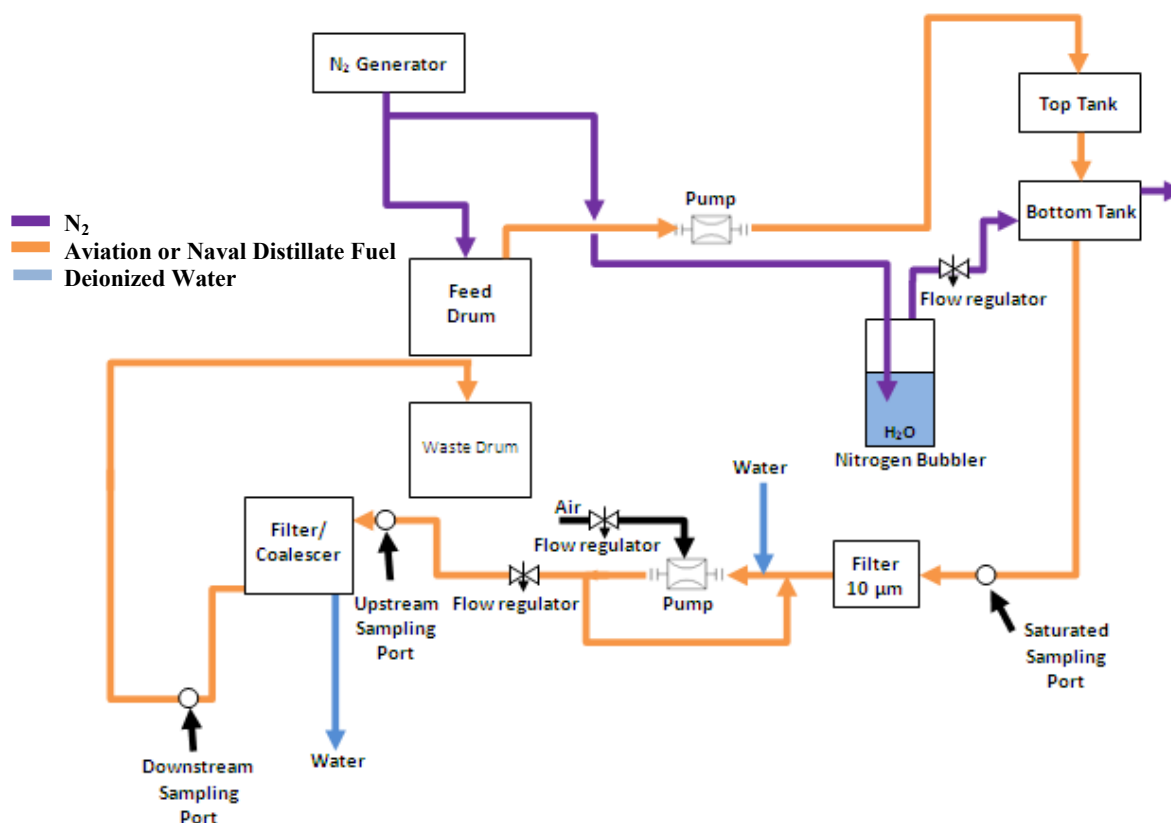 N₂ Generator
Top Tank
Pump
Bottom Tank
N₂
Aviation or Naval Distillate Fuel
Deionized Water
Feed
Drum
Flow regulator
Waste Drum
H₂O
Nitrogen Bubbler
Water
Air
Filter/
Coalescer
Flow regulator
Filter
10 µm
Flow regulator
Pump
Upstream
Sampling
Port
Saturated
Sampling
Port
Water
Downstream
Sampling
Port